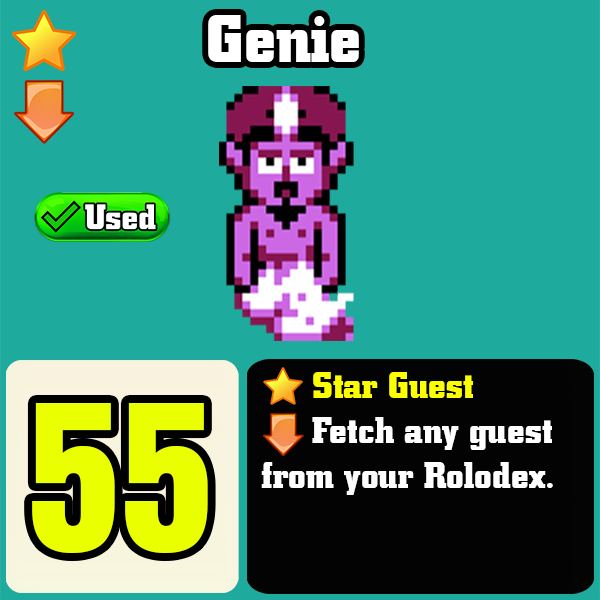 Genie
Used
55
Star Guest
Fetch any guest
from your Rolodex.